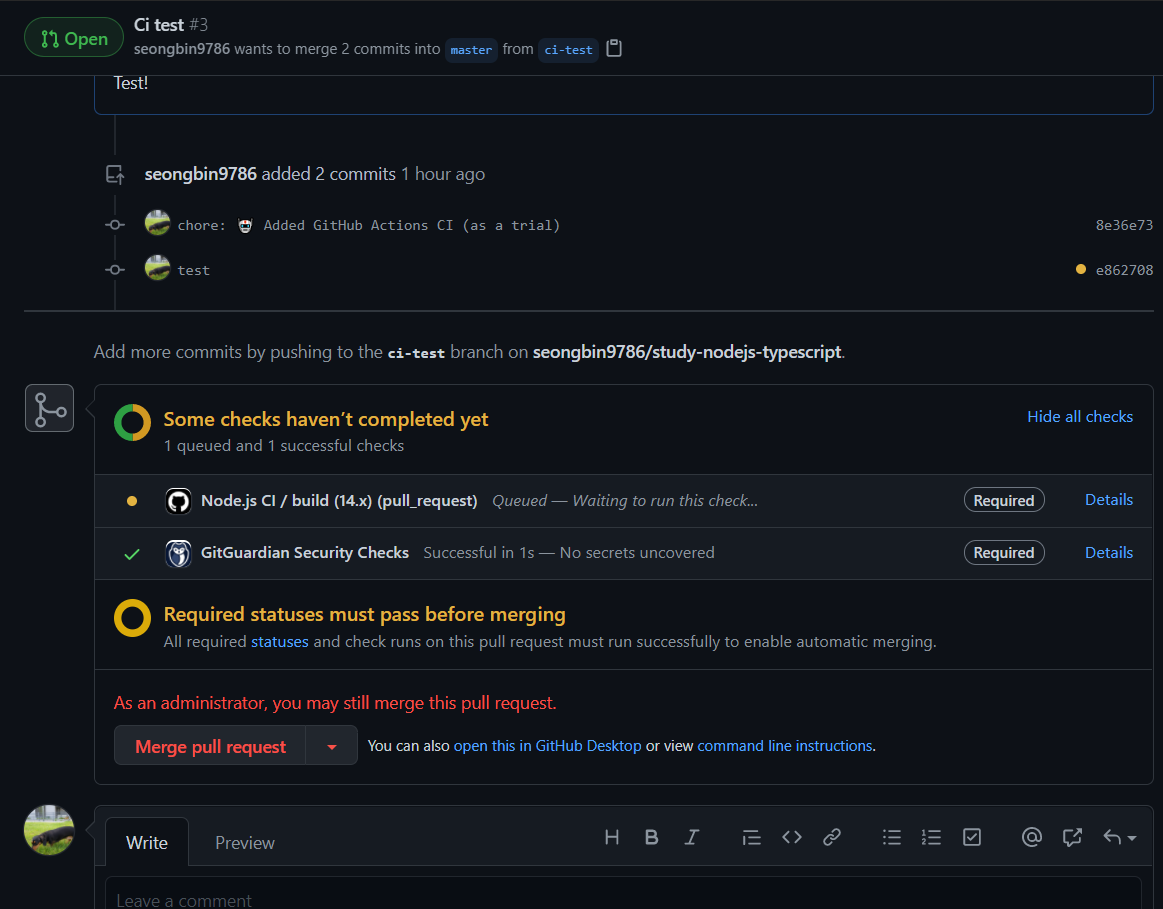 Open
Ci test #3
seongbin9786 wants to merge 2 commits into master from ci-test
Test!
seongbin9786 added 2 commits 1 hour ago
chore: 🤖 Added GitHub Actions CI (as a trial) 8e36e73
test e862708
Add more commits by pushing to the ci-test branch on seongbin9786/study-nodejs-typescript.
Some checks haven’t completed yet
Hide all checks
1 queued and 1 successful checks
Node.js CI / build (14.x) (pull_request) Queued — Waiting to run this check... Required Details
GitGuardian Security Checks Successful in 1s — No secrets uncovered Required Details
Required statuses must pass before merging
All required statuses and check runs on this pull request must run successfully to enable automatic merging.
As an administrator, you may still merge this pull request.
Merge pull request You can also open this in GitHub Desktop or view command line instructions.
Write Preview
Leave a comment